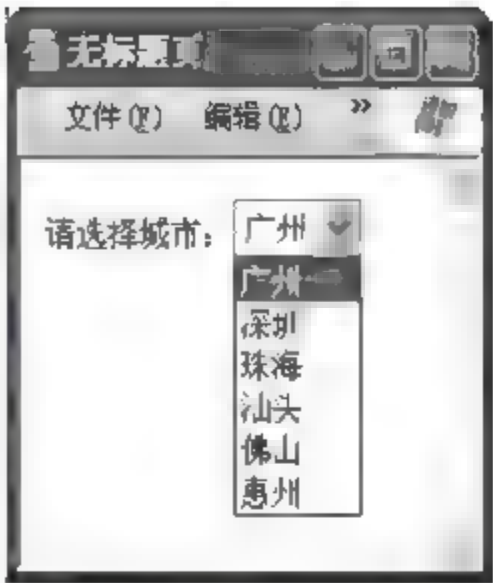 无标题页
文件(F) 编辑(E) »
请选择城市： 广州
广州
深圳
珠海
汕头
佛山
惠州